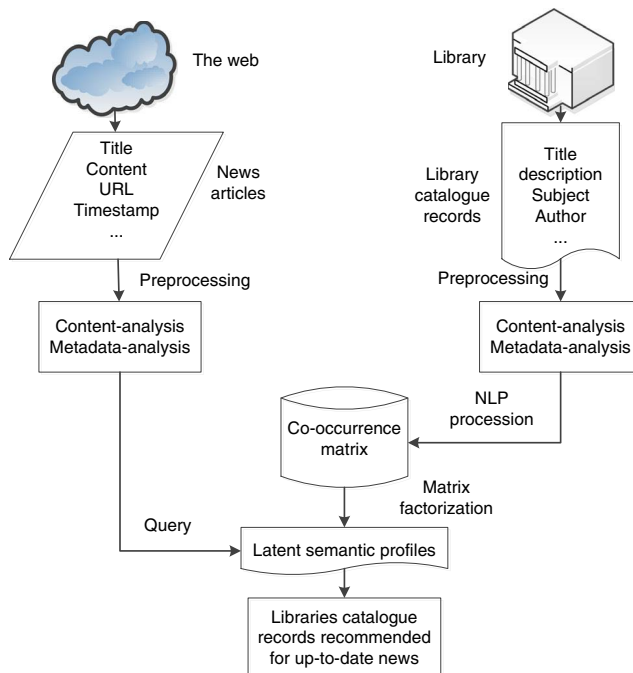 The web
Library
Title
Content
URL
Timestamp
...
News
articles
Library
catalogue
records
Title
description
Subject
Author
...
Preprocessing
Preprocessing
Content-analysis
Metadata-analysis
Content-analysis
Metadata-analysis
NLP
procession
Co-occurrence
matrix
Matrix
factorization
Query
Latent semantic profiles
Libraries catalogue
records recommended
for up-to-date news